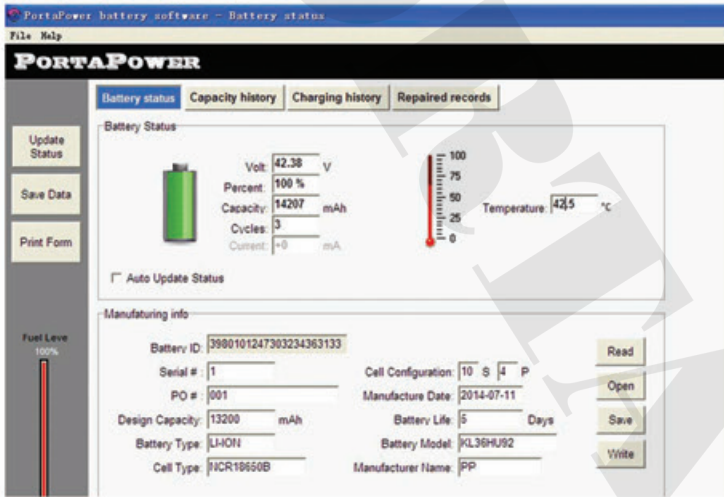 PortaPower battery software - Battery status
File Help
PORTAPOWER
Battery status Capacity history Charging history Repaired records
Update Status
Save Data
Print Form
Battery Status
Volt: 42.38 V
Percent: 100 %
Capacity: 14207 mAh
Cycles: 3
Current: +0 mA
100
75
50
25
0
Temperature: 42.5 °C
Auto Update Status
Manufaturing info
Fuel Leve
100%
Battery ID: 3980101247303234363133
Serial #: 1
PO #: 001
Design Capacity: 13200 mAh
Battery Type: LI-ION
Cell Type: NCR18650B
Cell Configuration: 10 S 4 P
Manufacture Date: 2014-07-11
Battery Life: 5 Days
Battery Model: KL36HU92
Manufacturer Name: PP
Read
Open
Save
Write